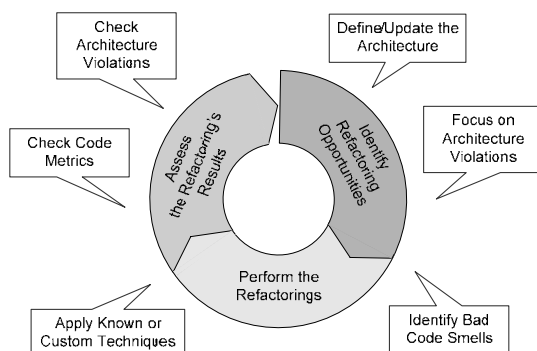 Check
Architecture
Violations
Define/Update the
Architecture
Check Code
Metrics
Assess
the Refactoring's
Results
Identify
Refactoring
Opportunities
Focus on
Architecture
Violations
Perform the
Refactorings
Apply Known or
Custom Techniques
Identify Bad
Code Smells